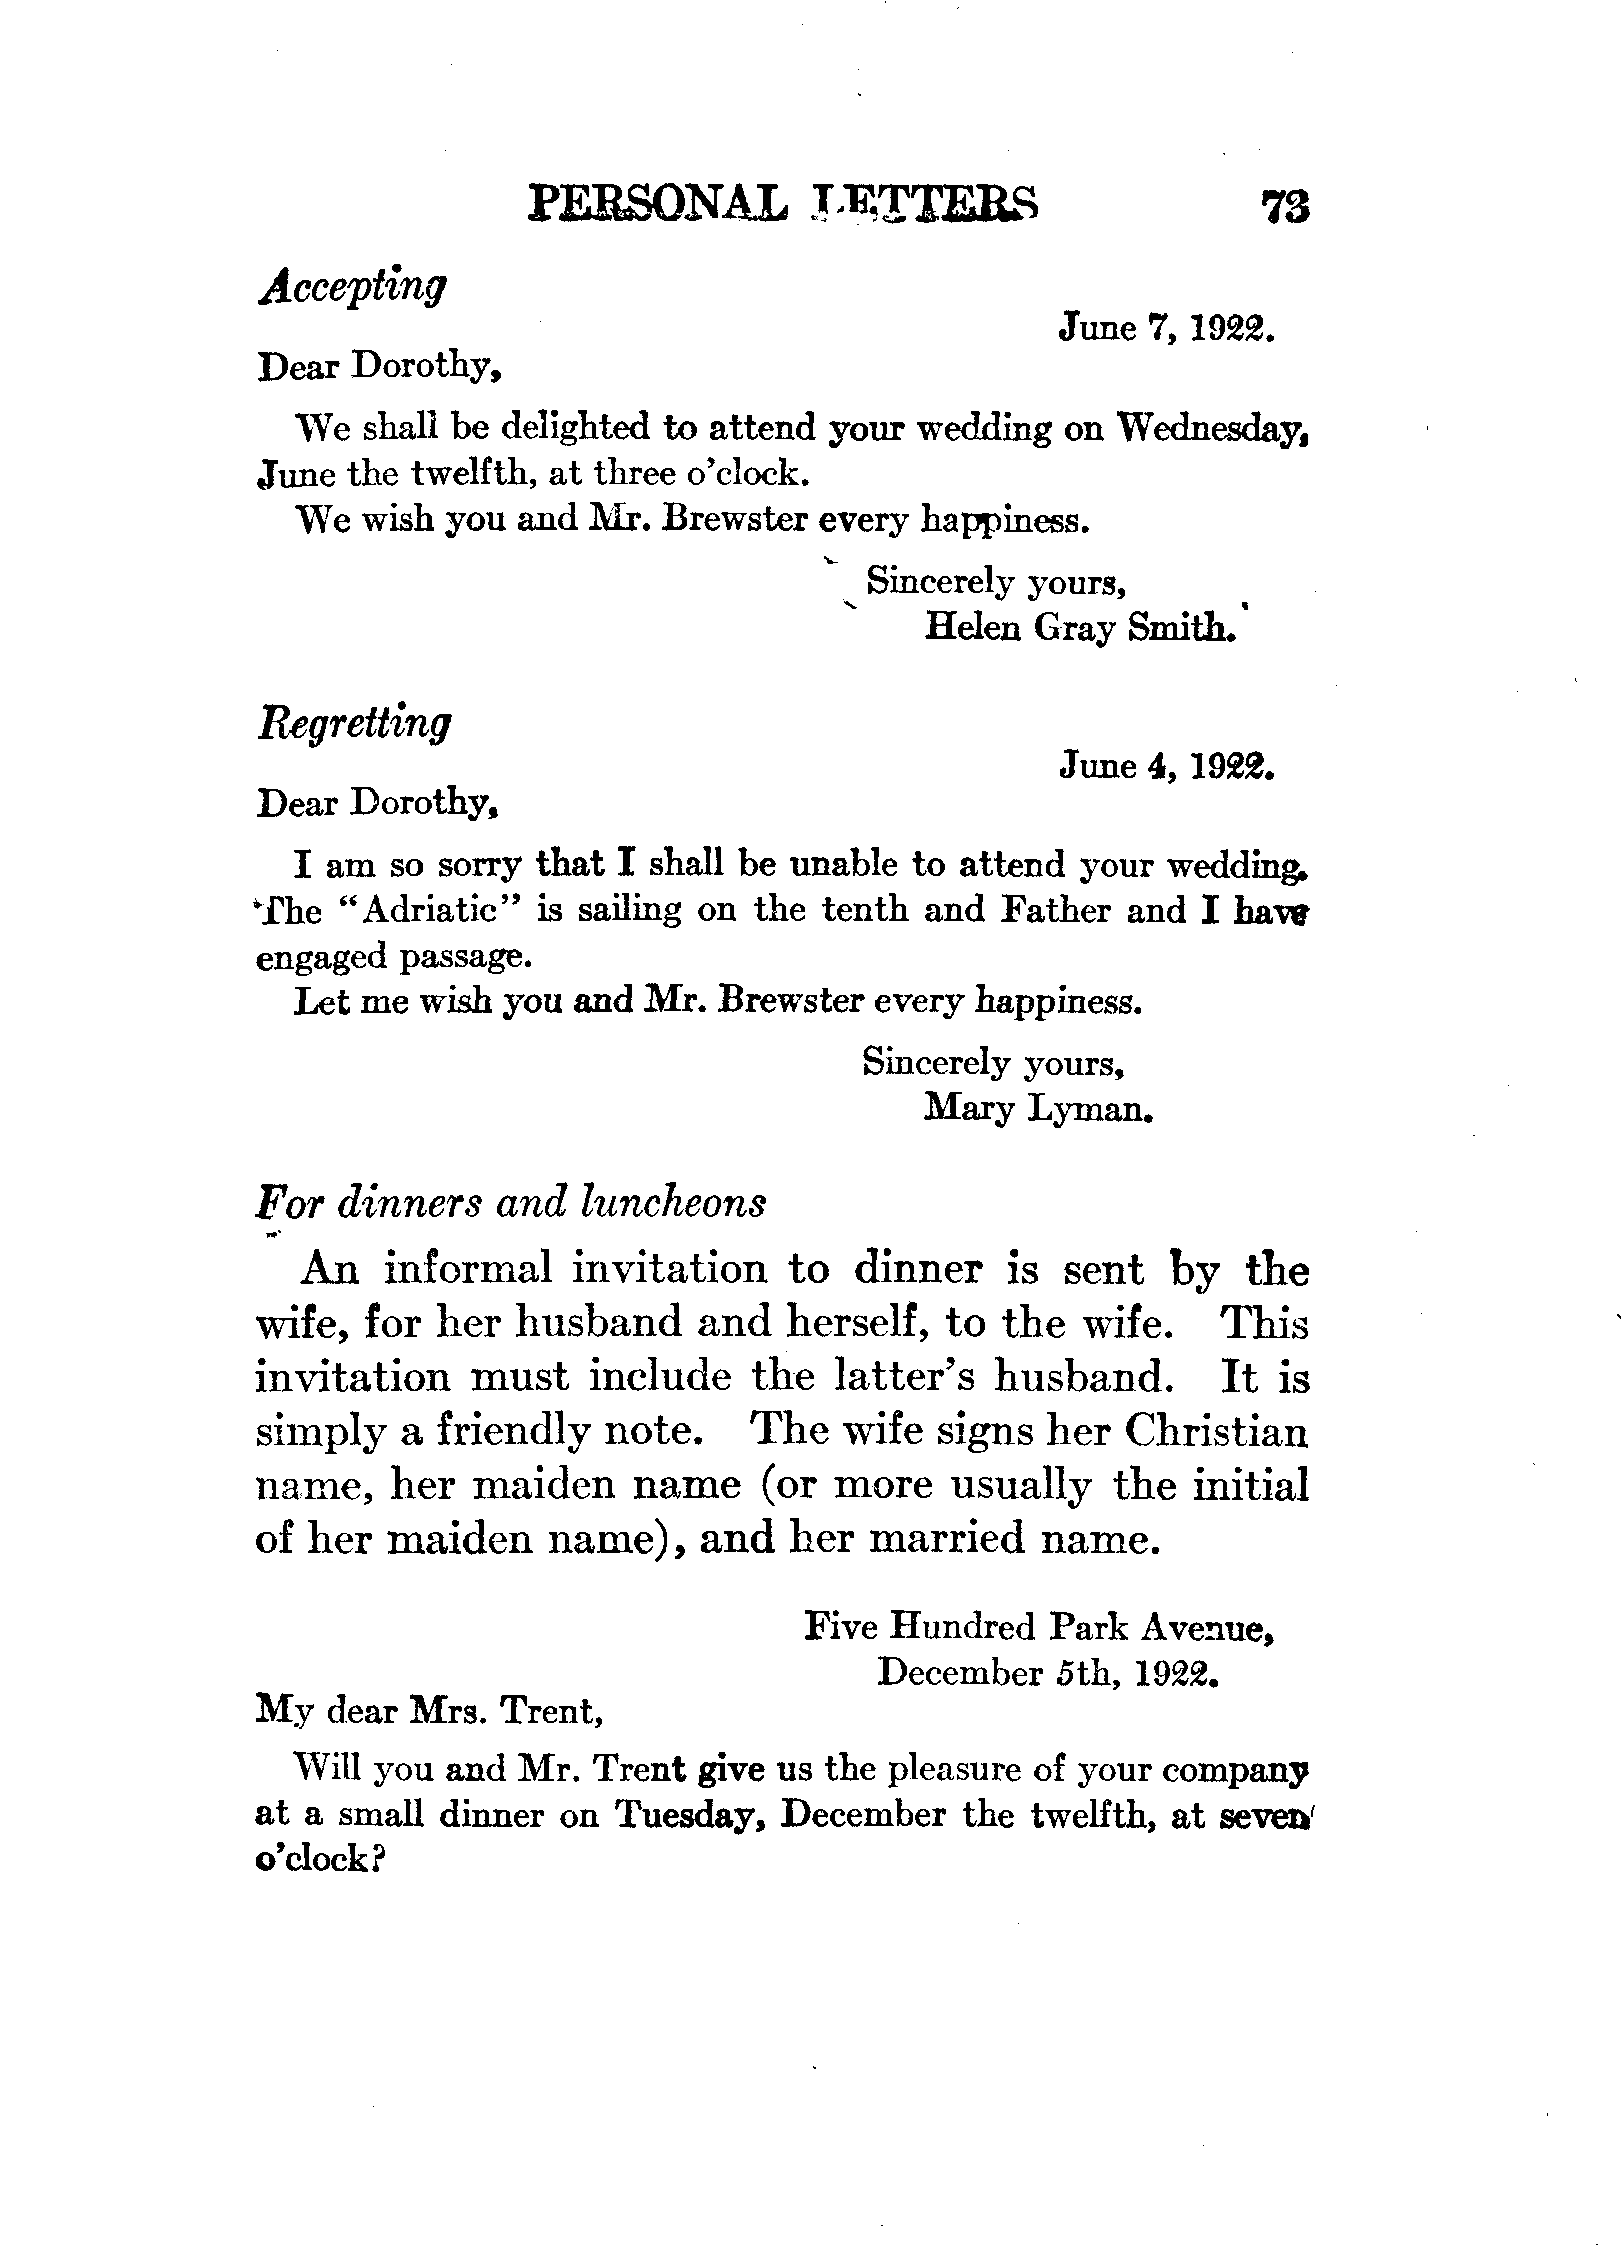 PERSONAL LETTERS 73
Accepting
June 7, 1922.
Dear Dorothy,
We shall be delighted to attend your wedding on Wednesday,
June the twelfth, at three o'clock.
We wish you and Mr. Brewster every happiness.
Sincerely yours,
Helen Gray Smith.
Regretting
June 4, 1922.
Dear Dorothy,
I am so sorry that I shall be unable to attend your wedding.
The "Adriatic" is sailing on the tenth and Father and I have
engaged passage.
Let me wish you and Mr. Brewster every happiness.
Sincerely yours,
Mary Lyman.
For dinners and luncheons
An informal invitation to dinner is sent by the
wife, for her husband and herself, to the wife. This
invitation must include the latter's husband. It is
simply a friendly note. The wife signs her Christian
name, her maiden name (or more usually the initial
of her maiden name), and her married name.
Five Hundred Park Avenue,
December 5th, 1922.
My dear Mrs. Trent,
Will you and Mr. Trent give us the pleasure of your company
at a small dinner on Tuesday, December the twelfth, at seven
o'clock?